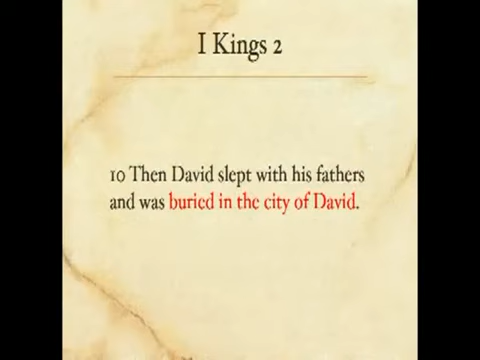 I Kings 2
10 Then David slept with his fathers
and was buried in the city of David.